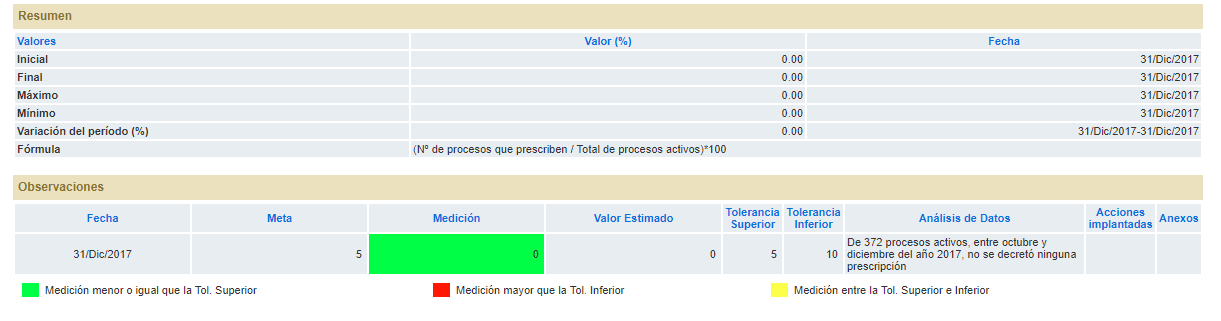 Resumen
Valores Valor (%) Fecha
Inicial 0.00 31/Dic/2017
Final 0.00 31/Dic/2017
Máximo 0.00 31/Dic/2017
Mínimo 0.00 31/Dic/2017
Variación del período (%) 0.00 31/Dic/2017-31/Dic/2017
Fórmula (Nº de procesos que prescriben / Total de procesos activos)*100
Observaciones
Fecha Meta Medición Valor Estimado Tolerancia Superior Tolerancia Inferior Análisis de Datos Acciones implantadas Anexos
31/Dic/2017 5 0 0 5 10 De 372 procesos activos, entre octubre y
diciembre del año 2017, no se decretó ninguna
prescripción
Medición menor o igual que la Tol. Superior Medición mayor que la Tol. Inferior Medición entre la Tol. Superior e Inferior